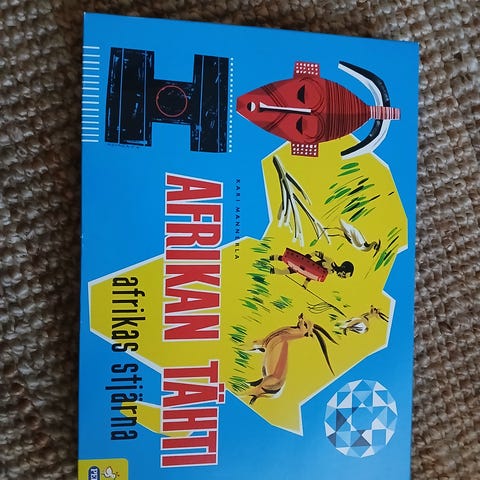 KARI MANNERLA
AFRIKAN TÄHTI
afrikas stjärna